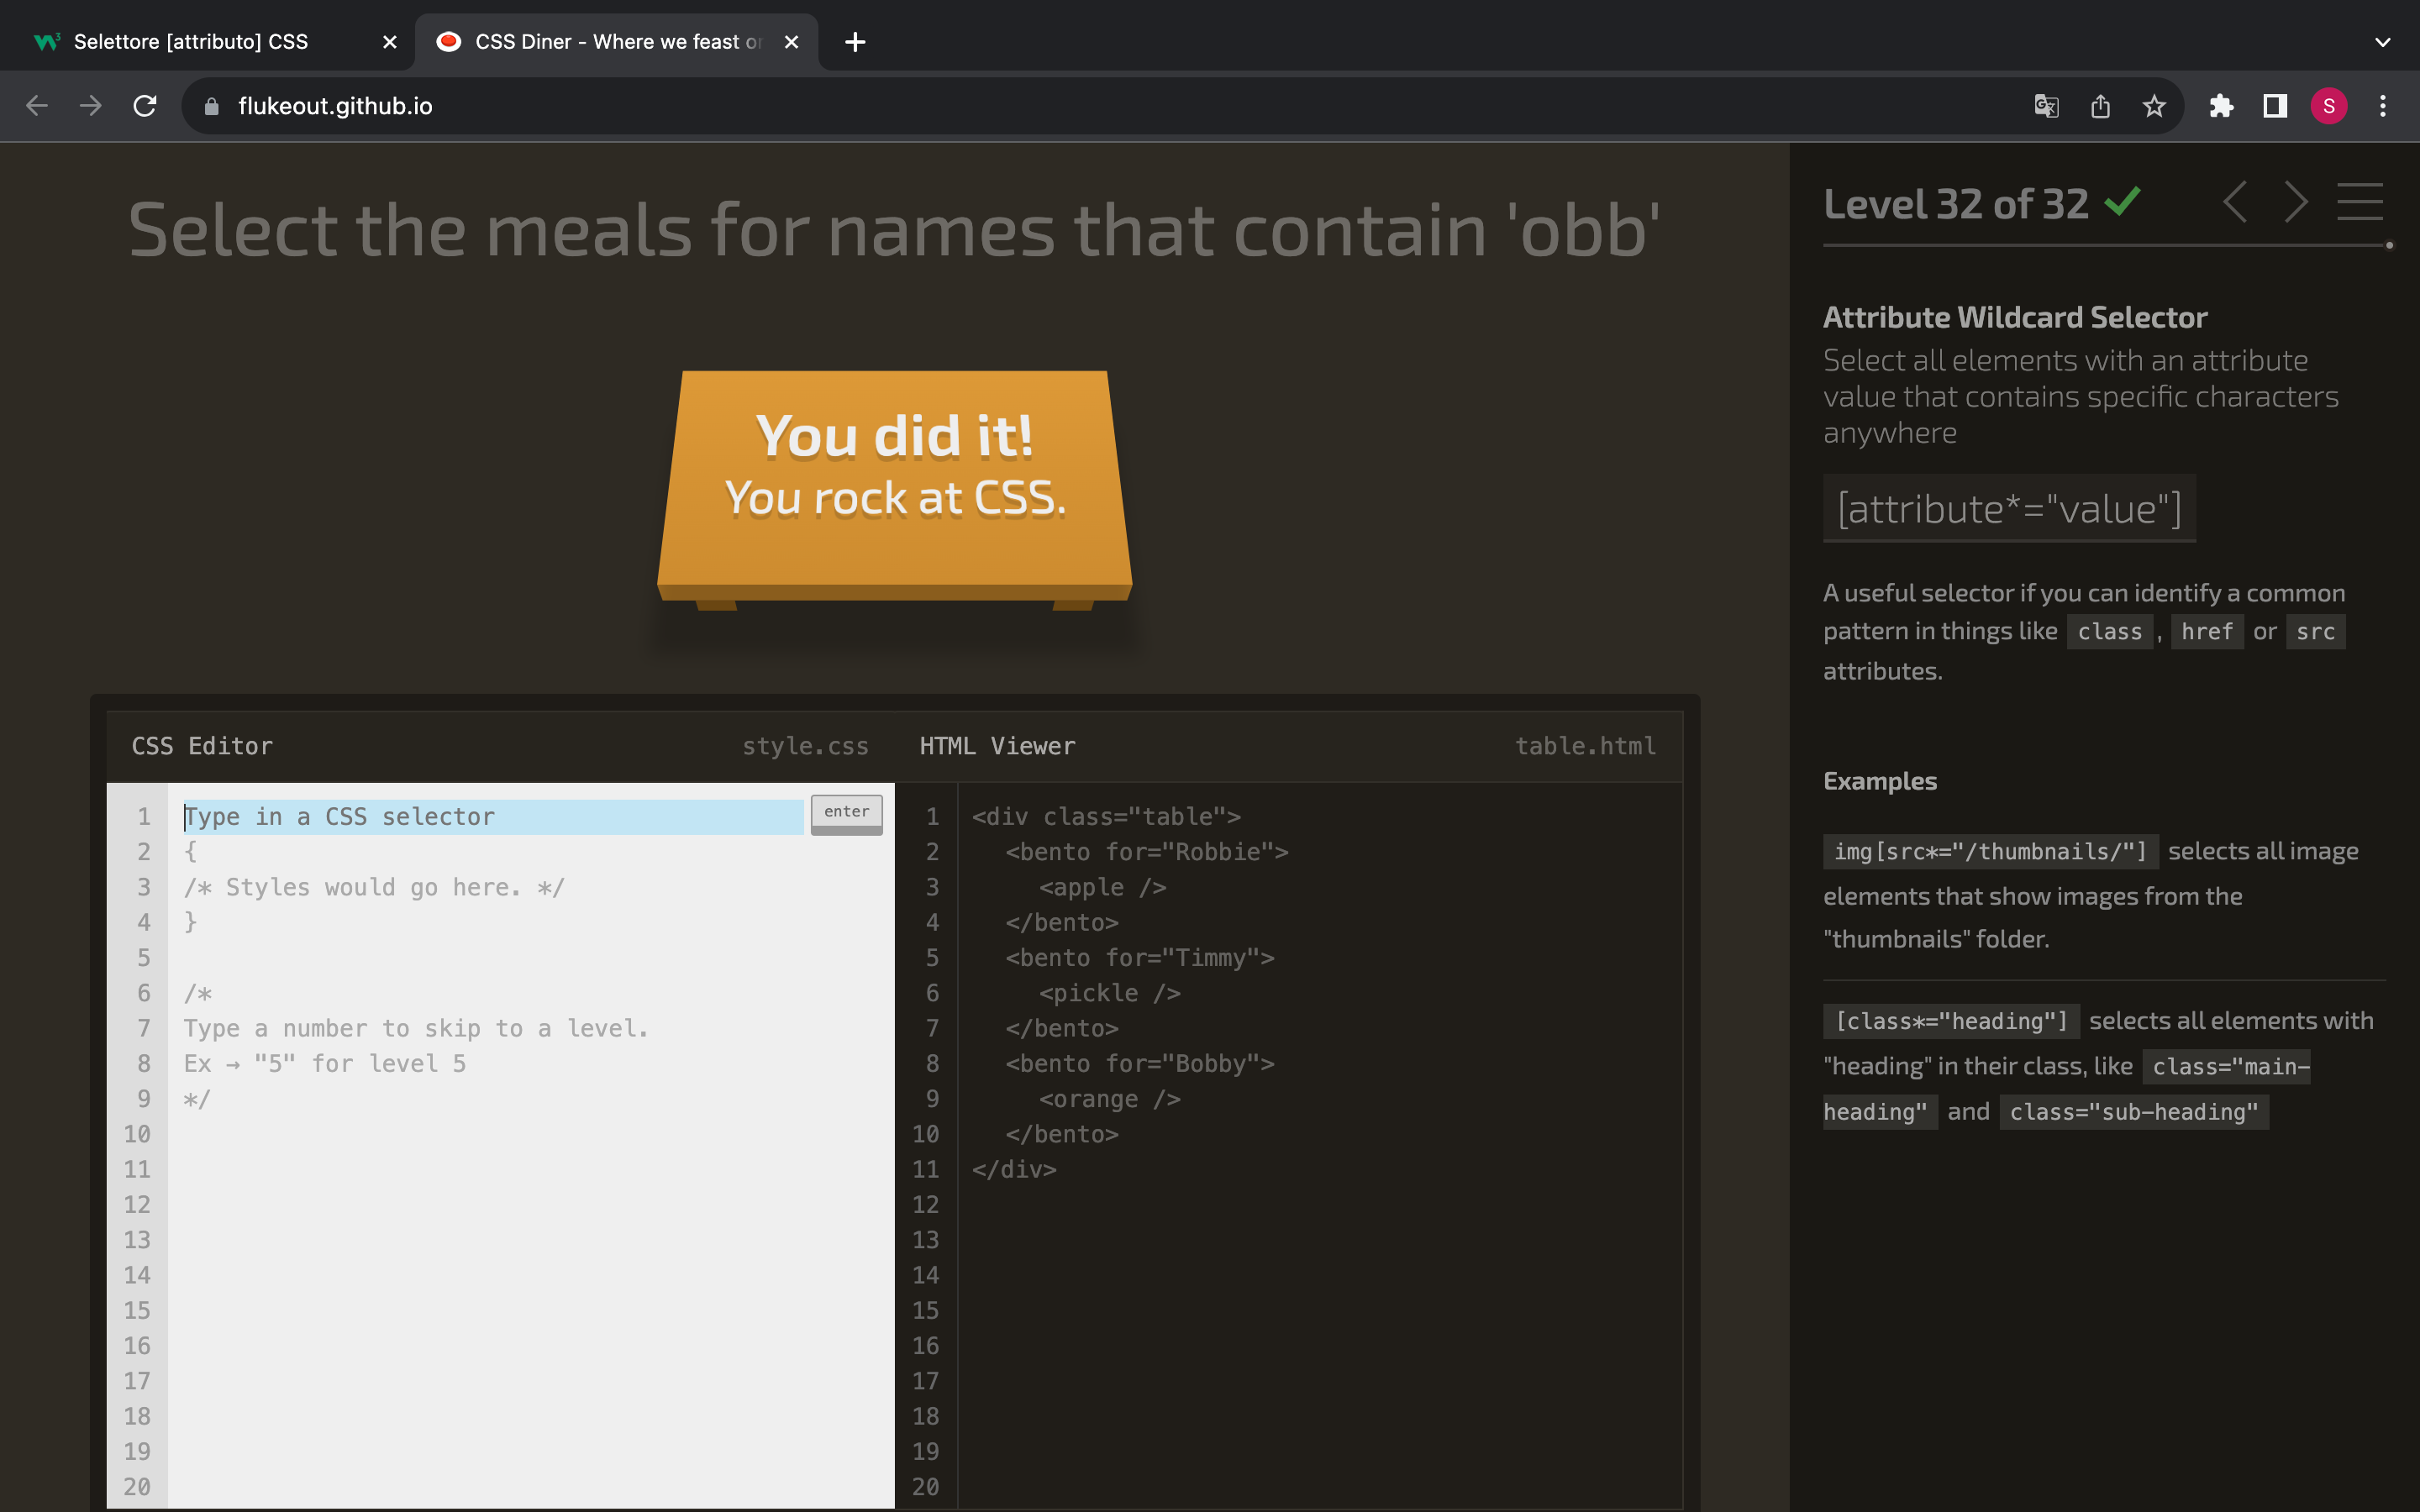 Selettore [attributo] CSS
CSS Diner - Where we feast on
flukeout.github.io
S
Select the meals for names that contain 'obb'
You did it!
You rock at CSS.
CSS Editor
style.css
HTML Viewer
table.html
1 Type in a CSS selector
enter
2 {
3 /* Styles would go here. */
4 }
5
6 /*
7 Type a number to skip to a level.
8 Ex → "5" for level 5
9 */
10
11
12
13
14
15
16
17
18
19
20
1 <div class="table">
2 <bento for="Robbie">
3 <apple />
4 </bento>
5 <bento for="Timmy">
6 <pickle />
7 </bento>
8 <bento for="Bobby">
9 <orange />
10 </bento>
11 </div>
12
13
14
15
16
17
18
19
20
Level 32 of 32
Attribute Wildcard Selector
Select all elements with an attribute
value that contains specific characters
anywhere
[attribute*="value"]
A useful selector if you can identify a common
pattern in things like class , href or src
attributes.
Examples
img[src*="/thumbnails/"] selects all image
elements that show images from the
"thumbnails" folder.
[class*="heading"] selects all elements with
"heading" in their class, like class="main-
heading" and class="sub-heading"